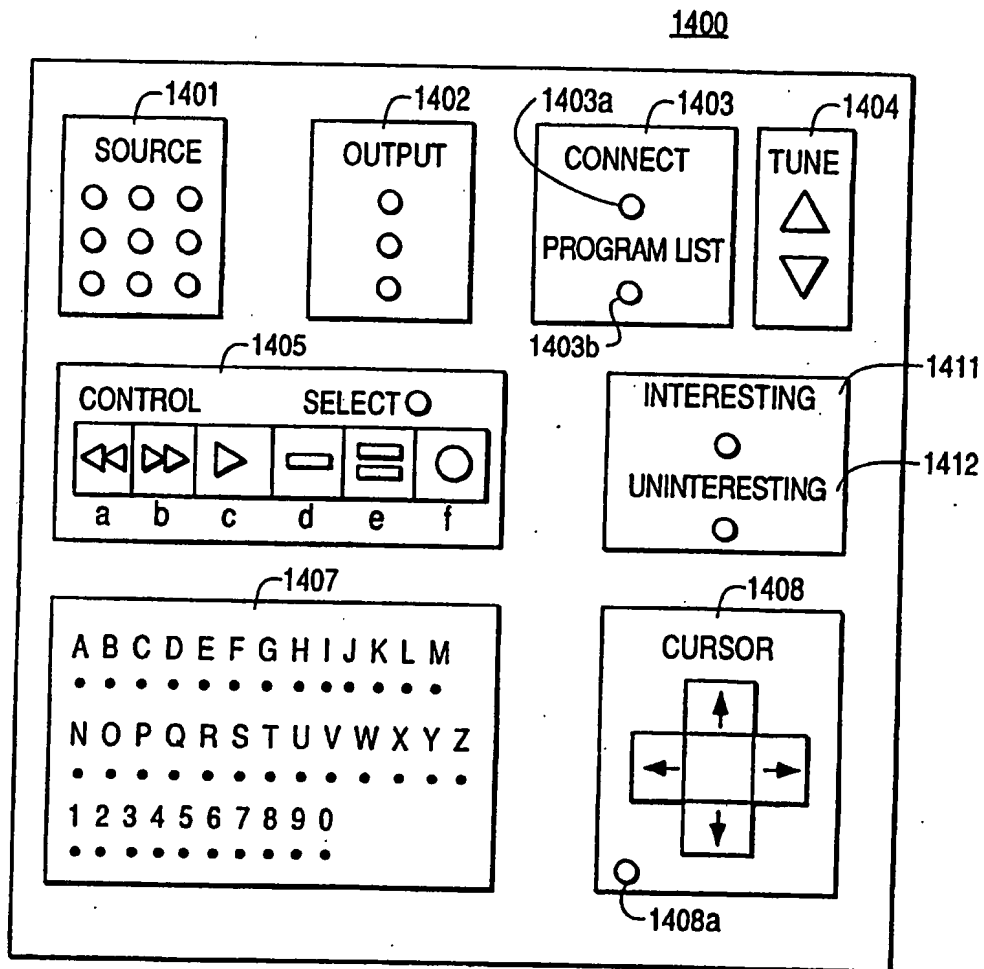 1400
1401
1402
1403a
1403
1404
SOURCE
OUTPUT
CONNECT
TUNE
PROGRAM LIST
1403b
1405
1411
CONTROL SELECT
INTERESTING
1412
UNINTERESTING
a b c d e f
1407
1408
A B C D E F G H I J K L M
CURSOR
N O P Q R S T U V W X Y Z
1 2 3 4 5 6 7 8 9 0
1408a